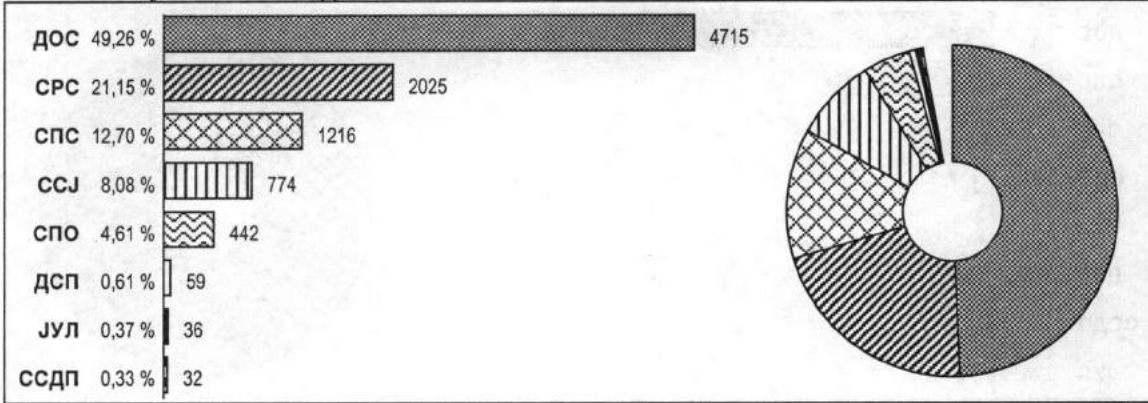 ДОС 49,26 % 4715
СРС 21,15 % 2025
СПС 12,70 % 1216
ССЈ 8,08 % 774
СПО 4,61 % 442
ДСП 0,61 % 59
ЈУЛ 0,37 % 36
ССДП 0,33 % 32